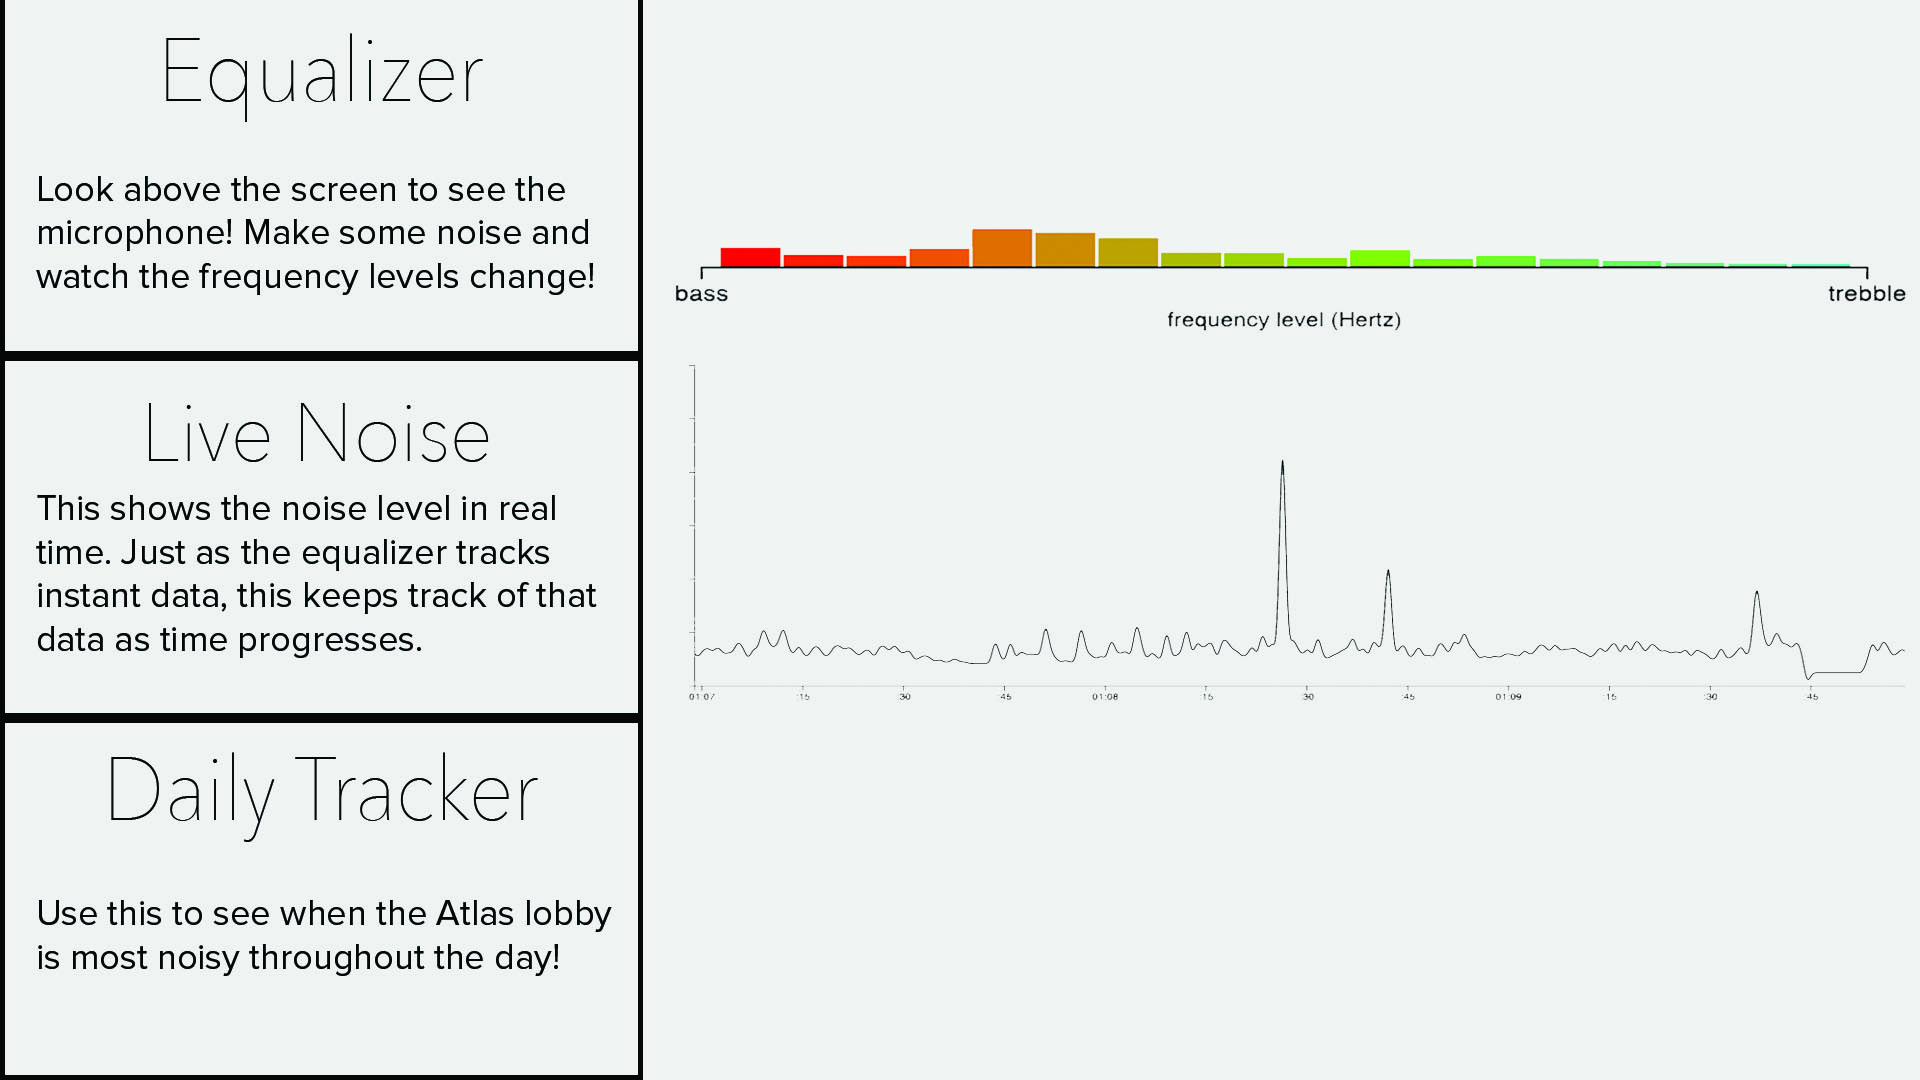 Equalizer
Look above the screen to see the
microphone! Make some noise and
watch the frequency levels change!
bass
trebble
frequency level (Hertz)
Live Noise
This shows the noise level in real
time. Just as the equalizer tracks
instant data, this keeps track of that
data as time progresses.
01:07 :15 :30 :45 01:08 :15 :30 :45 01:09 :15 :30 :45
Daily Tracker
Use this to see when the Atlas lobby
is most noisy throughout the day!